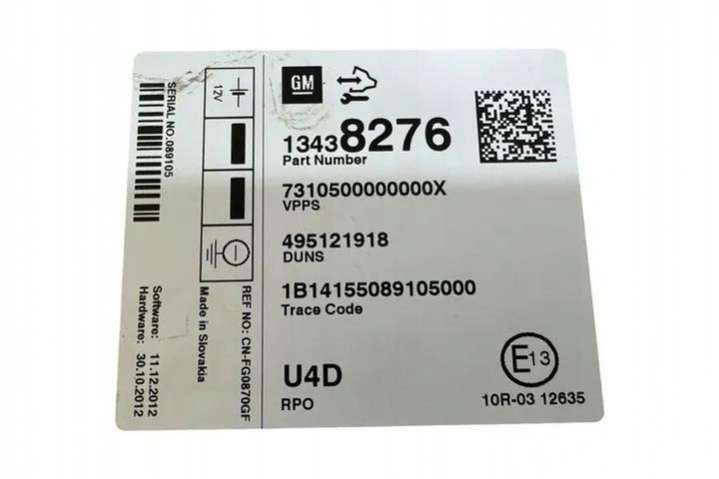 GM
13438276
Part Number
7310500000000X
VPPS
495121918
DUNS
1B14155089105000
Trace Code
U4D
RPO
E13
10R-03 12635
12V
SERIAL NO.089105
REF NO: CN-FG0870GF
Made in Slovakia
Software: 11.12.2012
Hardware: 30.10.2012